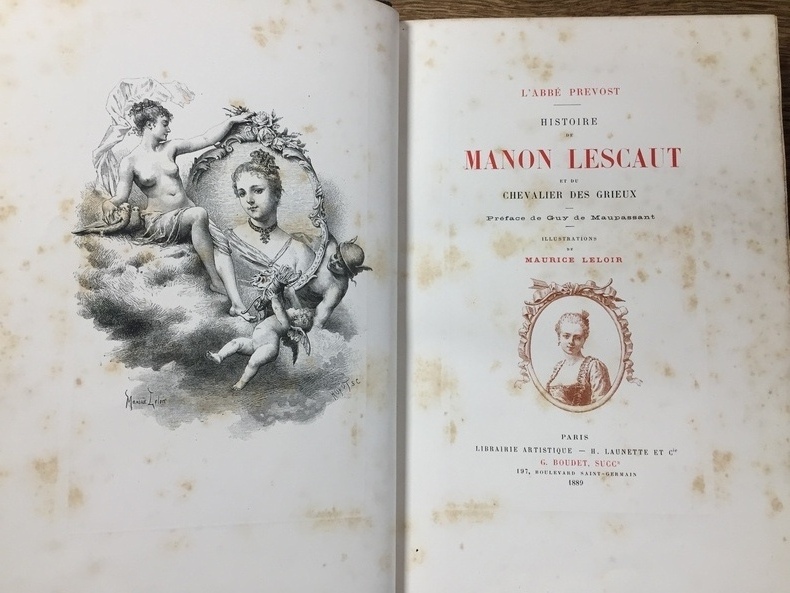 Maurice Leloir
L'ABBÉ PREVOST
HISTOIRE
DE
MANON LESCAUT
ET DU
CHEVALIER DES GRIEUX
Préface de Guy de Maupassant
ILLUSTRATIONS
DE
MAURICE LELOIR
PARIS
LIBRAIRIE ARTISTIQUE — H. LAUNETTE ET Cie
G. BOUDET, SUCCR
197, BOULEVARD SAINT-GERMAIN
1889